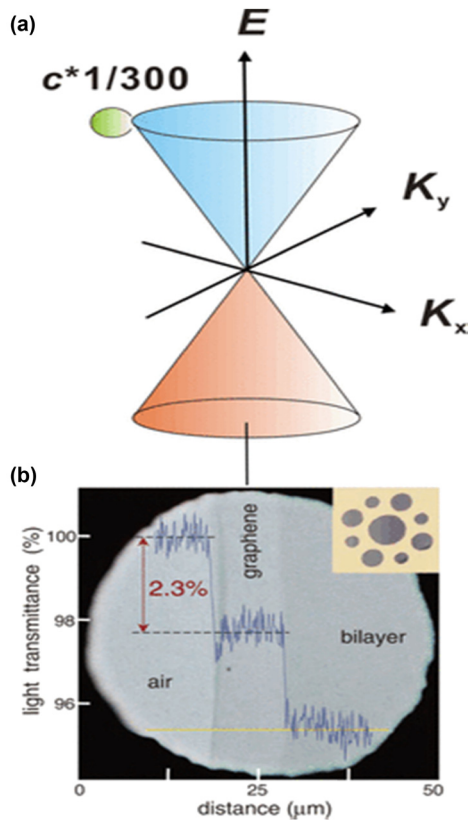 (a)
E
c*1/300
Ky
Kx
(b)
light transmittance (%)
100
98
96
2.3%
air
graphene
bilayer
0
25
50
distance (μm)